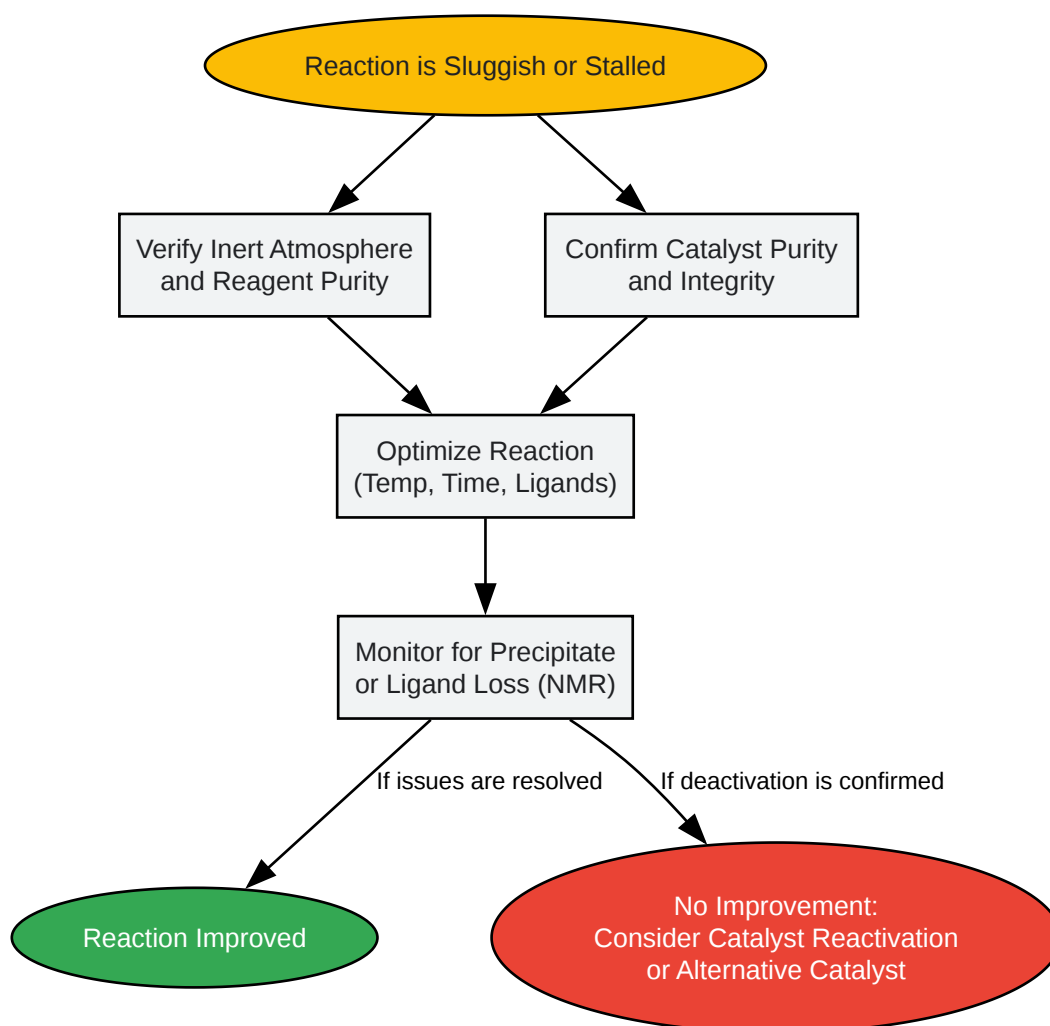 Reaction is Sluggish or Stalled
Verify Inert Atmosphere
and Reagent Purity
Confirm Catalyst Purity
and Integrity
Optimize Reaction
(Temp, Time, Ligands)
Monitor for Precipitate
or Ligand Loss (NMR)
If issues are resolved
If deactivation is confirmed
Reaction Improved
No Improvement:
Consider Catalyst Reactivation
or Alternative Catalyst